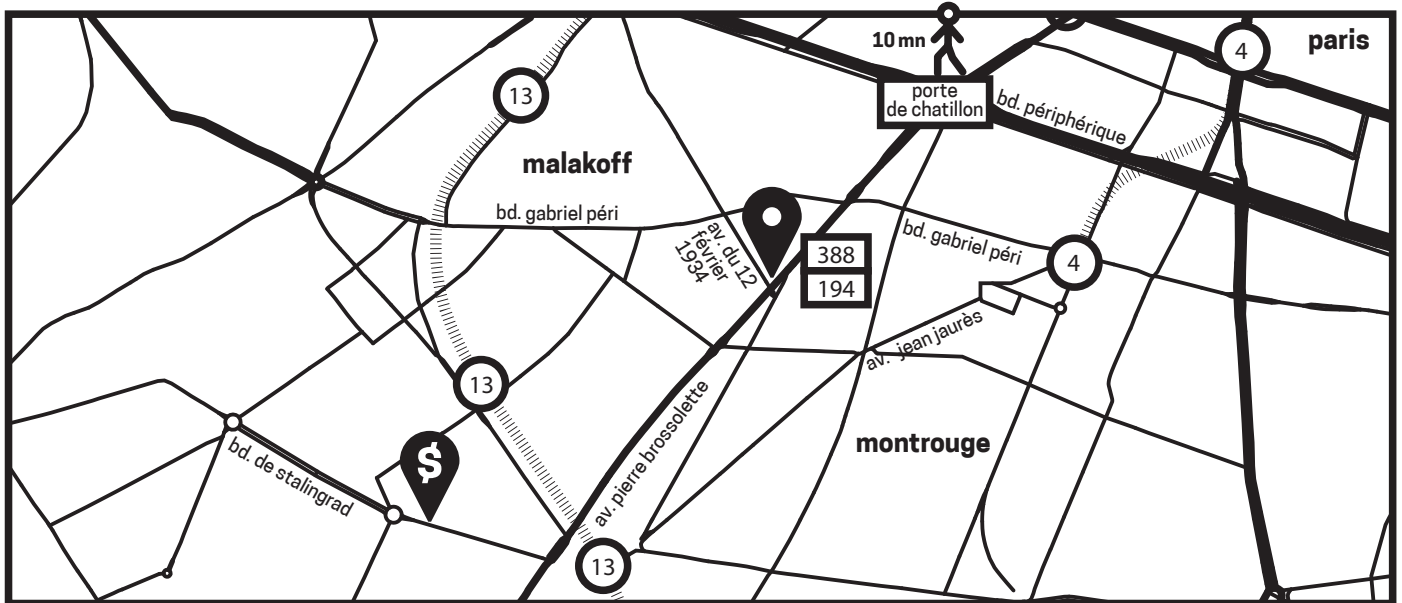 10 mn
4
paris
13
porte
de chatillon
bd. périphérique
malakoff
bd. gabriel péri
av. du 12
février
1934
388
194
bd. gabriel péri
4
av. jean jaurès
13
av. pierre brossolette
montrouge
bd. de stalingrad
$
13